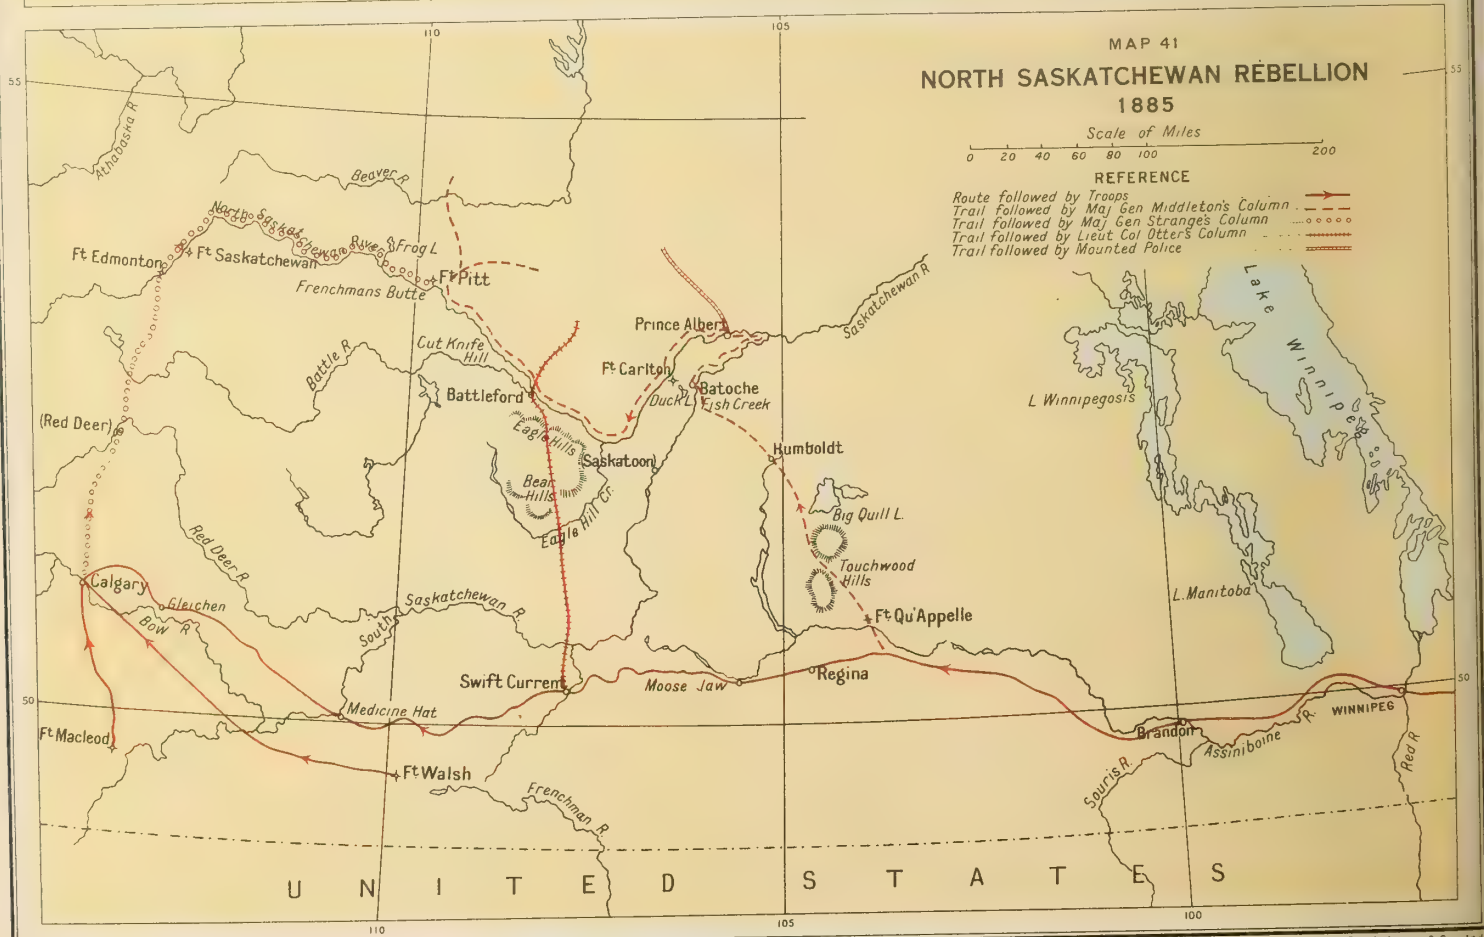 110
105
MAP 41
NORTH SASKATCHEWAN REBELLION
1885
Scale of Miles
0 20 40 60 80 100 200
REFERENCE
Route followed by Troops
Trail followed by Maj Gen Middleton's Column
Trail followed by Maj Gen Strange's Column
Trail followed by Lieut Col Otter's Column
Trail followed by Mounted Police
55
55
Athabaska R
Beaver R
North Saskatchewan River
Frog L
Ft Edmonton
Ft Saskatchewan
Ft Pitt
Frenchmans Butte
Saskatchewan R
Lake Winnipeg
Prince Albert
Cut Knife
Hill
Battle R
Ft Carlton
Battleford
Duck L
Batoche
Fish Creek
L Winnipegosis
(Red Deer)
Eagle Hills
Saskatoon
Humboldt
Bear
Hills
Eagle Hill Cr.
Big Quill L.
Red Deer R
Touchwood
Hills
Calgary
Gleichen
Bow R
South Saskatchewan R.
Ft Qu'Appelle
L. Manitoba
Swift Current
Moose Jaw
Regina
50
50
Medicine Hat
Ft Macleod
Ft Walsh
Brandon
Assiniboine R.
WINNIPEG
Red R
Souris R.
Frenchman R.
UNITED STATES
110
105
100